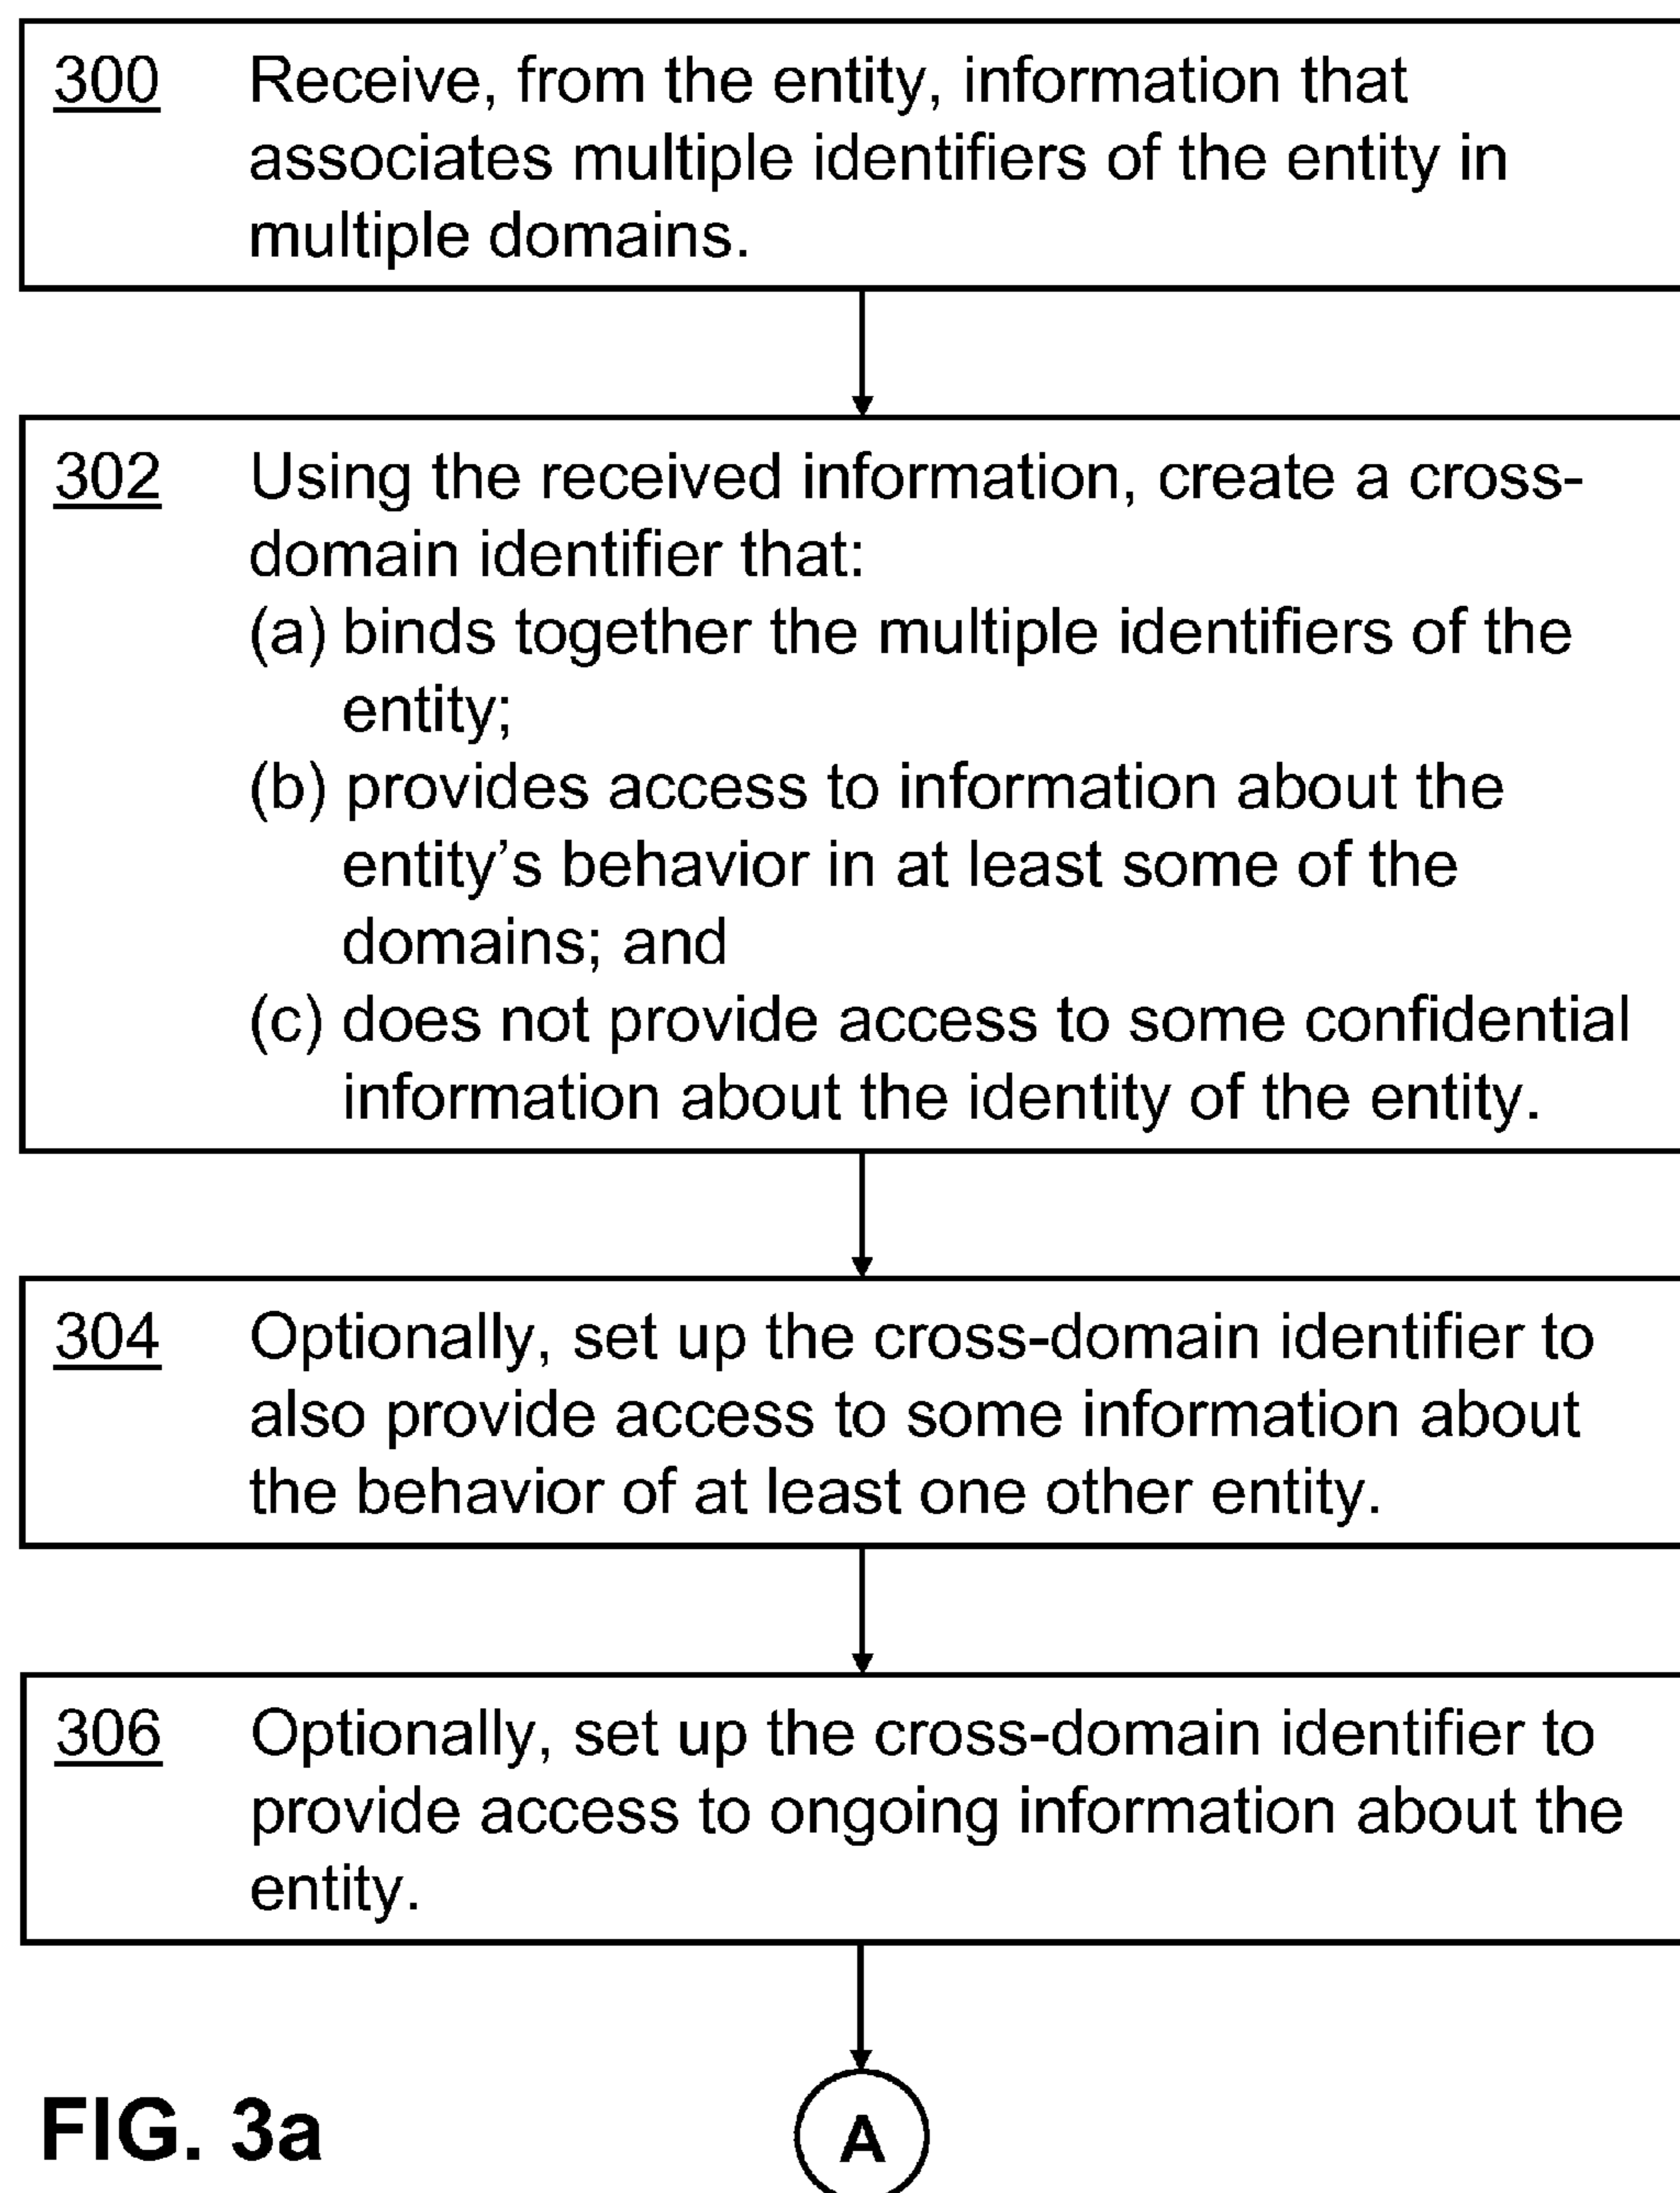 300 Receive, from the entity, information that
associates multiple identifiers of the entity in
multiple domains.
302 Using the received information, create a cross-
domain identifier that:
(a) binds together the multiple identifiers of the
entity;
(b) provides access to information about the
entity's behavior in at least some of the
domains; and
(c) does not provide access to some confidential
information about the identity of the entity.
304 Optionally, set up the cross-domain identifier to
also provide access to some information about
the behavior of at least one other entity.
306 Optionally, set up the cross-domain identifier to
provide access to ongoing information about the
entity.
FIG. 3a
A